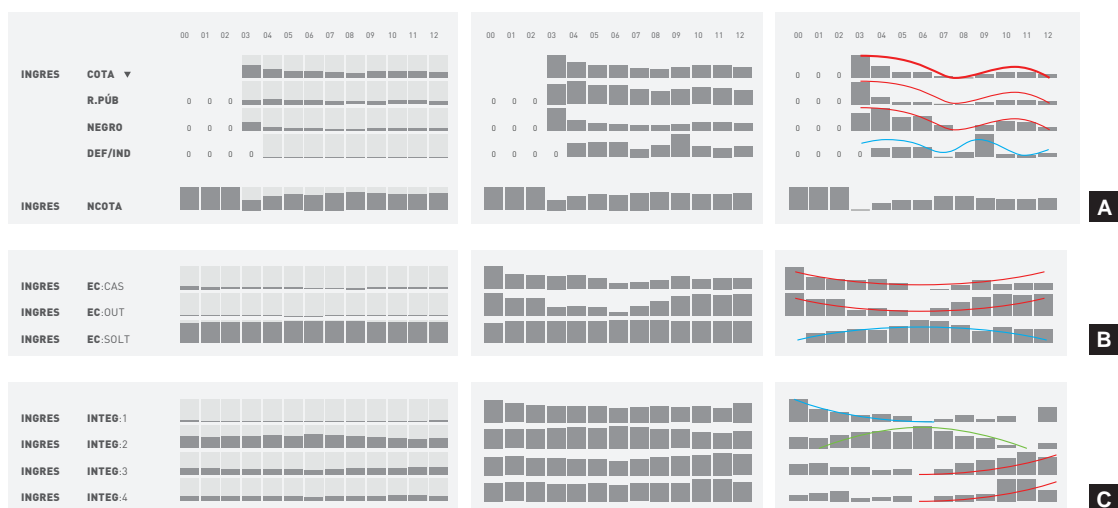 00 01 02 03 04 05 06 07 08 09 10 11 12 00 01 02 03 04 05 06 07 08 09 10 11 12 00 01 02 03 04 05 06 07 08 09 10 11 12
INGRES COTA ▼ 0 0 0
R.PÚB 0 0 0 0 0 0 0 0 0
NEGRO 0 0 0 0 0 0 0 0 0
DEF/IND 0 0 0 0 0 0 0 0 0 0 0 0
INGRES NCOTA
A
INGRES EC:CAS
INGRES EC:OUT
INGRES EC:SOLT
B
INGRES INTEG:1
INGRES INTEG:2
INGRES INTEG:3
INGRES INTEG:4
C